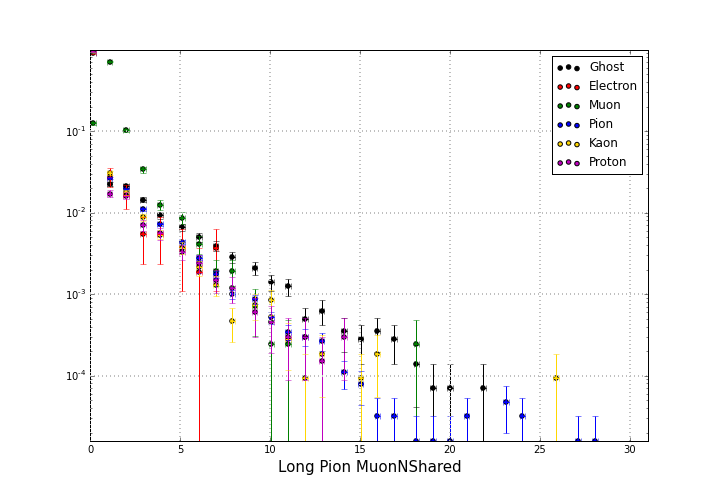 Ghost
Electron
Muon
Pion
Kaon
Proton
10^-1
10^-2
10^-3
10^-4
0 5 10 15 20 25 30
Long Pion MuonNShared